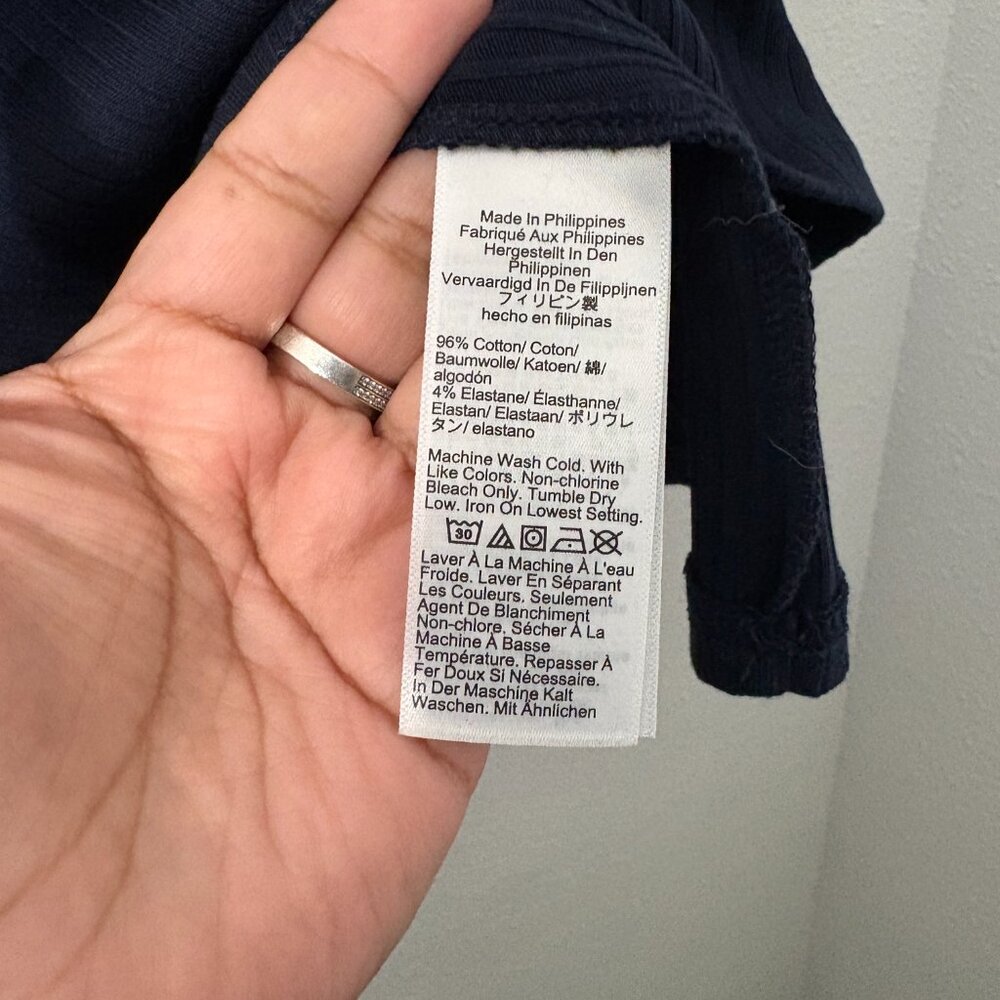 Made In Philippines
Fabriqué Aux Philippines
Hergestellt In Den
Philippinen
Vervaardigd In De Filippijnen
フィリピン製
hecho en filipinas
96% Cotton/ Coton/
Baumwolle/ Katoen/ 綿/
algodón
4% Elastane/ Élasthanne/
Elastan/ Elastaan/ ポリウレ
タン/ elastano
Machine Wash Cold. With
Like Colors. Non-chlorine
Bleach Only. Tumble Dry
Low. Iron On Lowest Setting.
30
Laver À La Machine À L'eau
Froide. Laver En Séparant
Les Couleurs. Seulement
Agent De Blanchiment
Non-chlore. Sécher À La
Machine À Basse
Température. Repasser À
Fer Doux Si Nécessaire.
In Der Maschine Kalt
Waschen. Mit Ähnlichen